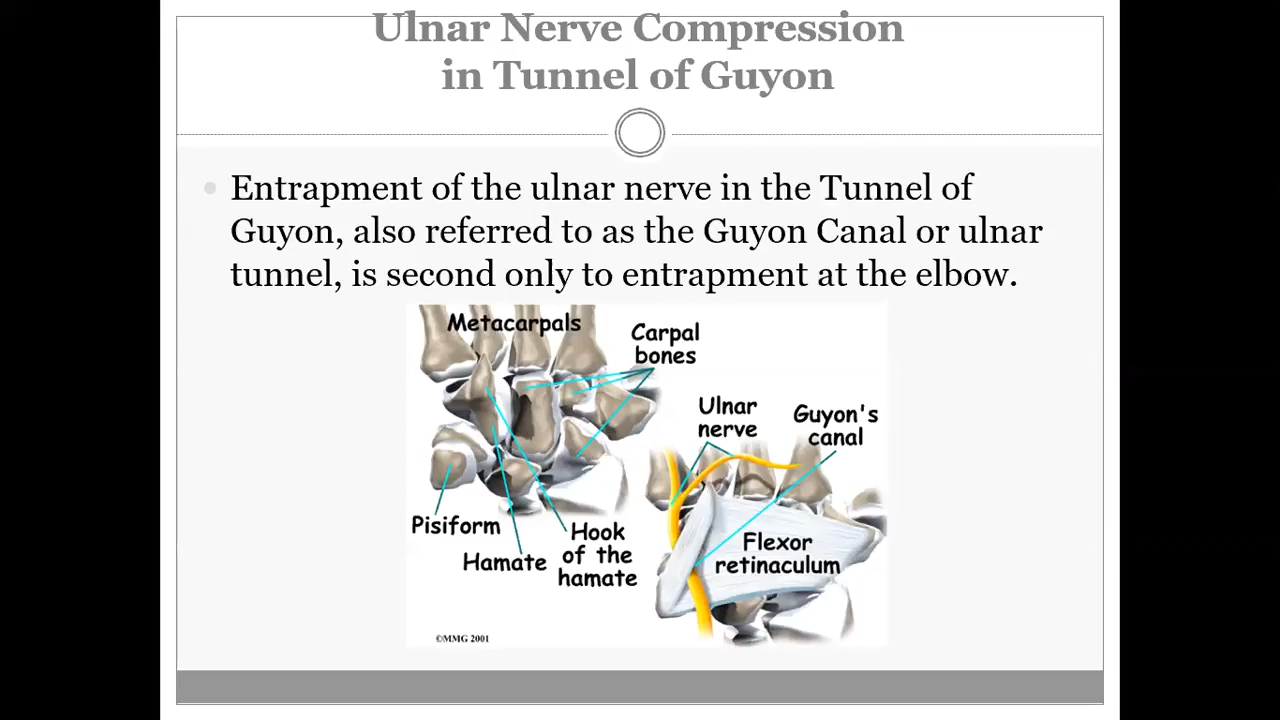 Ulnar Nerve Compression
in Tunnel of Guyon
Entrapment of the ulnar nerve in the Tunnel of
Guyon, also referred to as the Guyon Canal or ulnar
tunnel, is second only to entrapment at the elbow.
Metacarpals
Carpal
bones
Pisiform
Hamate
Hook
of the
hamate
Ulnar
nerve
Guyon's
canal
Flexor
retinaculum
©MMG 2001